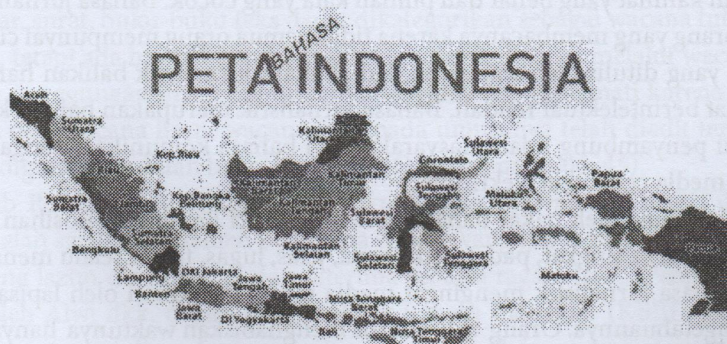 BAHASA
PETA INDONESIA
Aceh
Sumatra
Utara
Riau
Kep.Riau
Sumatra
Barat
Jambi
Kep.Bangka
Belitung
Sumatra
Selatan
Bengkulu
Lampung
Banten
DKI Jakarta
Jawa
Barat
Jawa
Tengah
DI Yogyakarta
Jawa
Timur
Bali
Nusa Tenggara
Barat
Nusa Tenggara
Timur
Kalimantan
Utara
Kalimantan
Barat
Kalimantan
Tengah
Kalimantan
Timur
Kalimantan
Selatan
Gorontalo
Sulawesi
Utara
Sulawesi
Tengah
Sulawesi
Barat
Sulawesi
Selatan
Sulawesi
Tenggara
Maluku
Utara
Maluku
Papua
Barat